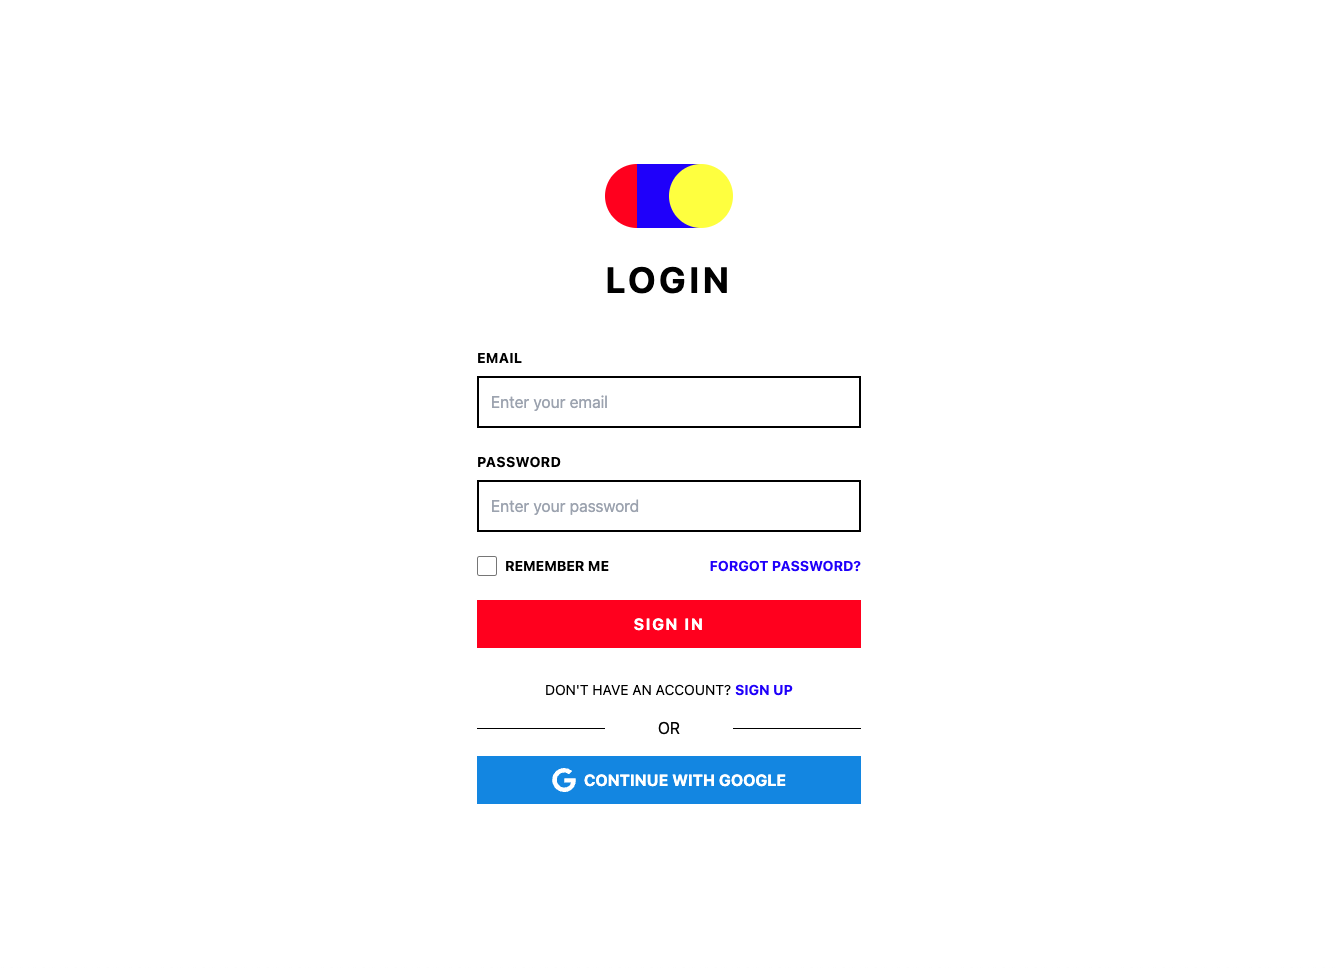 LOGIN
EMAIL
Enter your email
PASSWORD
Enter your password
REMEMBER ME FORGOT PASSWORD?
SIGN IN
DON'T HAVE AN ACCOUNT? SIGN UP
OR
CONTINUE WITH GOOGLE